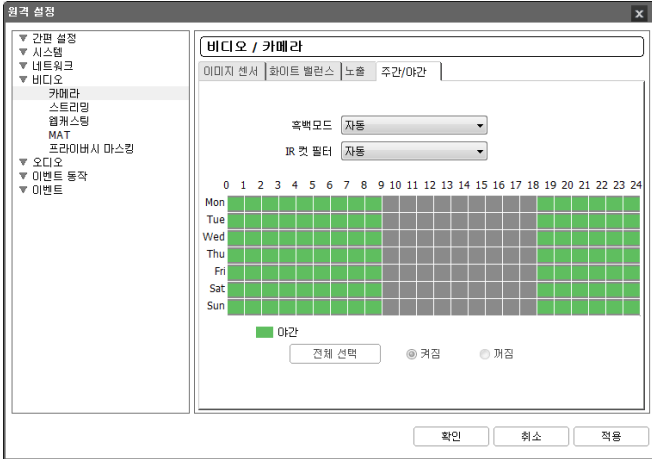 원격 설정
x
간편 설정
시스템
네트워크
비디오
카메라
스트리밍
웹캐스팅
MAT
프라이버시 마스킹
오디오
이벤트 동작
이벤트
비디오 / 카메라
이미지 센서 화이트 밸런스 노출 주간/야간
흑백모드 자동
IR 컷 필터 자동
0 1 2 3 4 5 6 7 8 9 10 11 12 13 14 15 16 17 18 19 20 21 22 23 24
Mon
Tue
Wed
Thu
Fri
Sat
Sun
야간
전체 선택 켜짐 꺼짐
확인 취소 적용